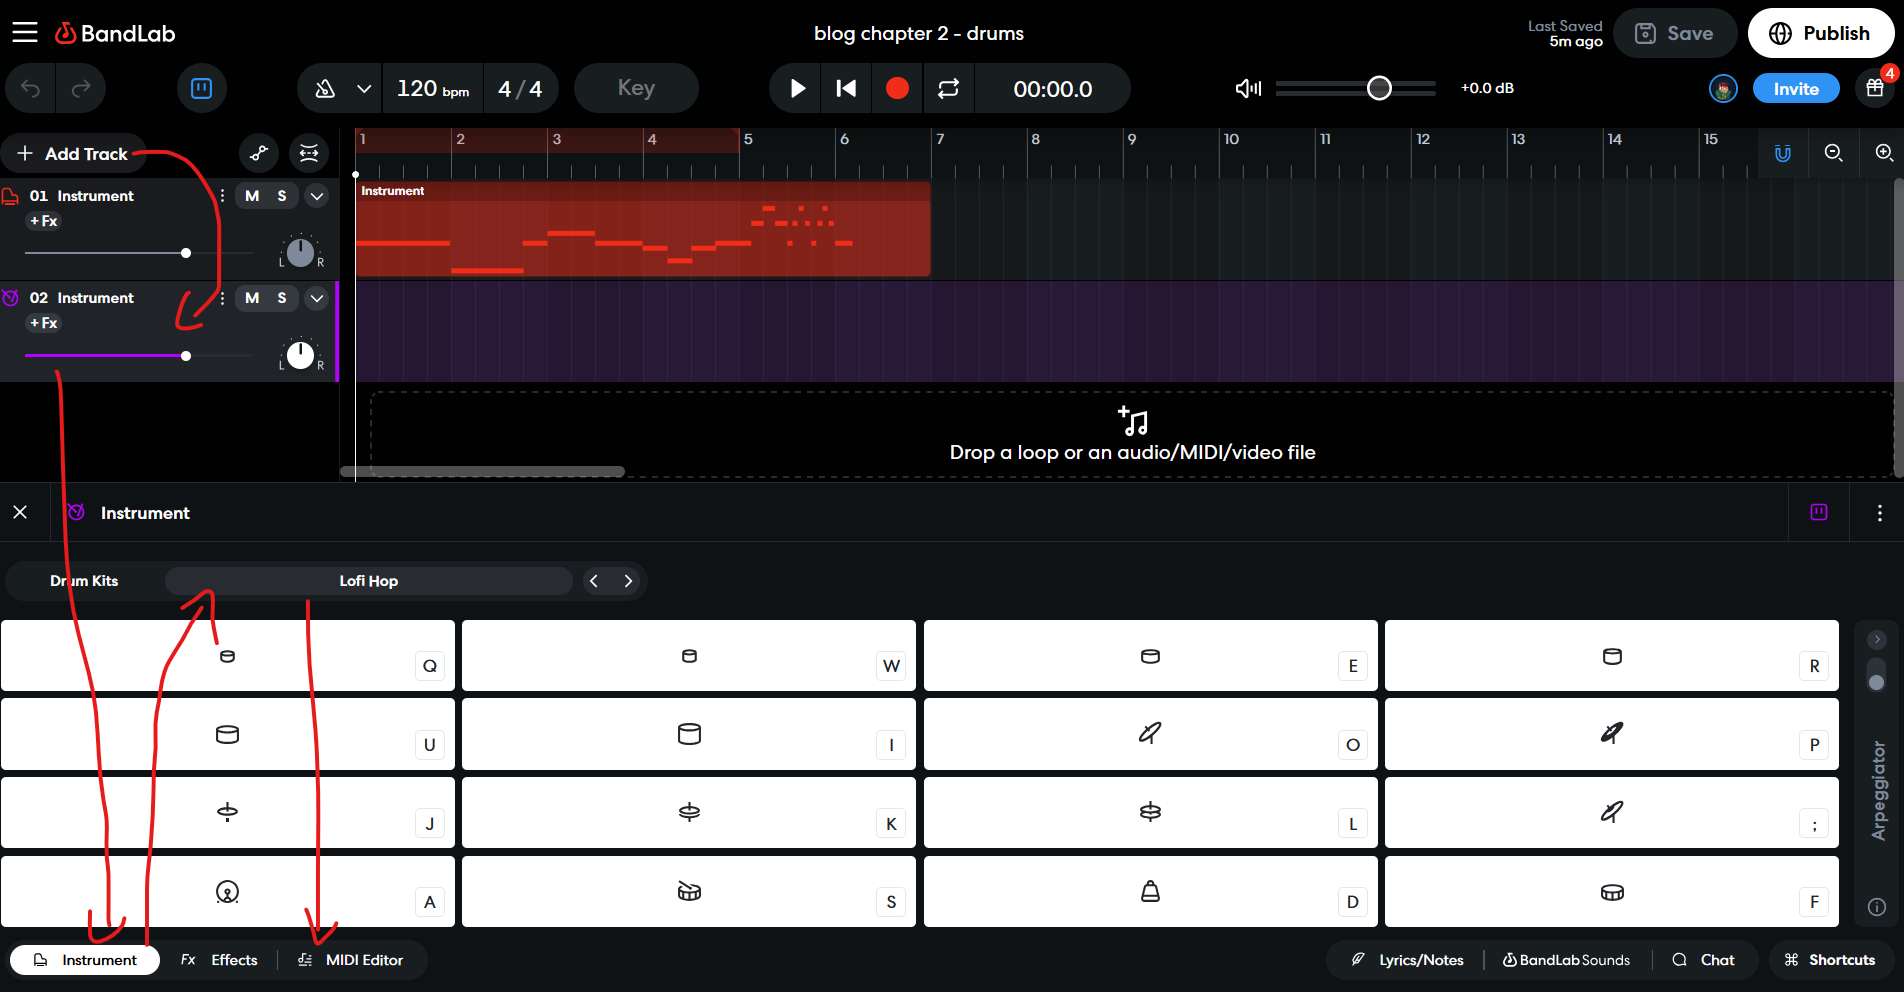 BandLab
blog chapter 2 - drums
Last Saved
5m ago
Save
Publish
120 bpm
4 / 4
Key
00:00.0
+0.0 dB
Invite
4
+ Add Track
1 2 3 4 5 6 7 8 9 10 11 12 13 14 15
01 Instrument
M S
+ Fx
L R
Instrument
02 Instrument
M S
+ Fx
L R
Drop a loop or an audio/MIDI/video file
Instrument
Drum Kits
Lofi Hop
Q W E R
U I O P
J K L ;
A S D F
Arpeggiator
Instrument
Fx Effects
MIDI Editor
Lyrics/Notes
BandLab Sounds
Chat
⌘ Shortcuts